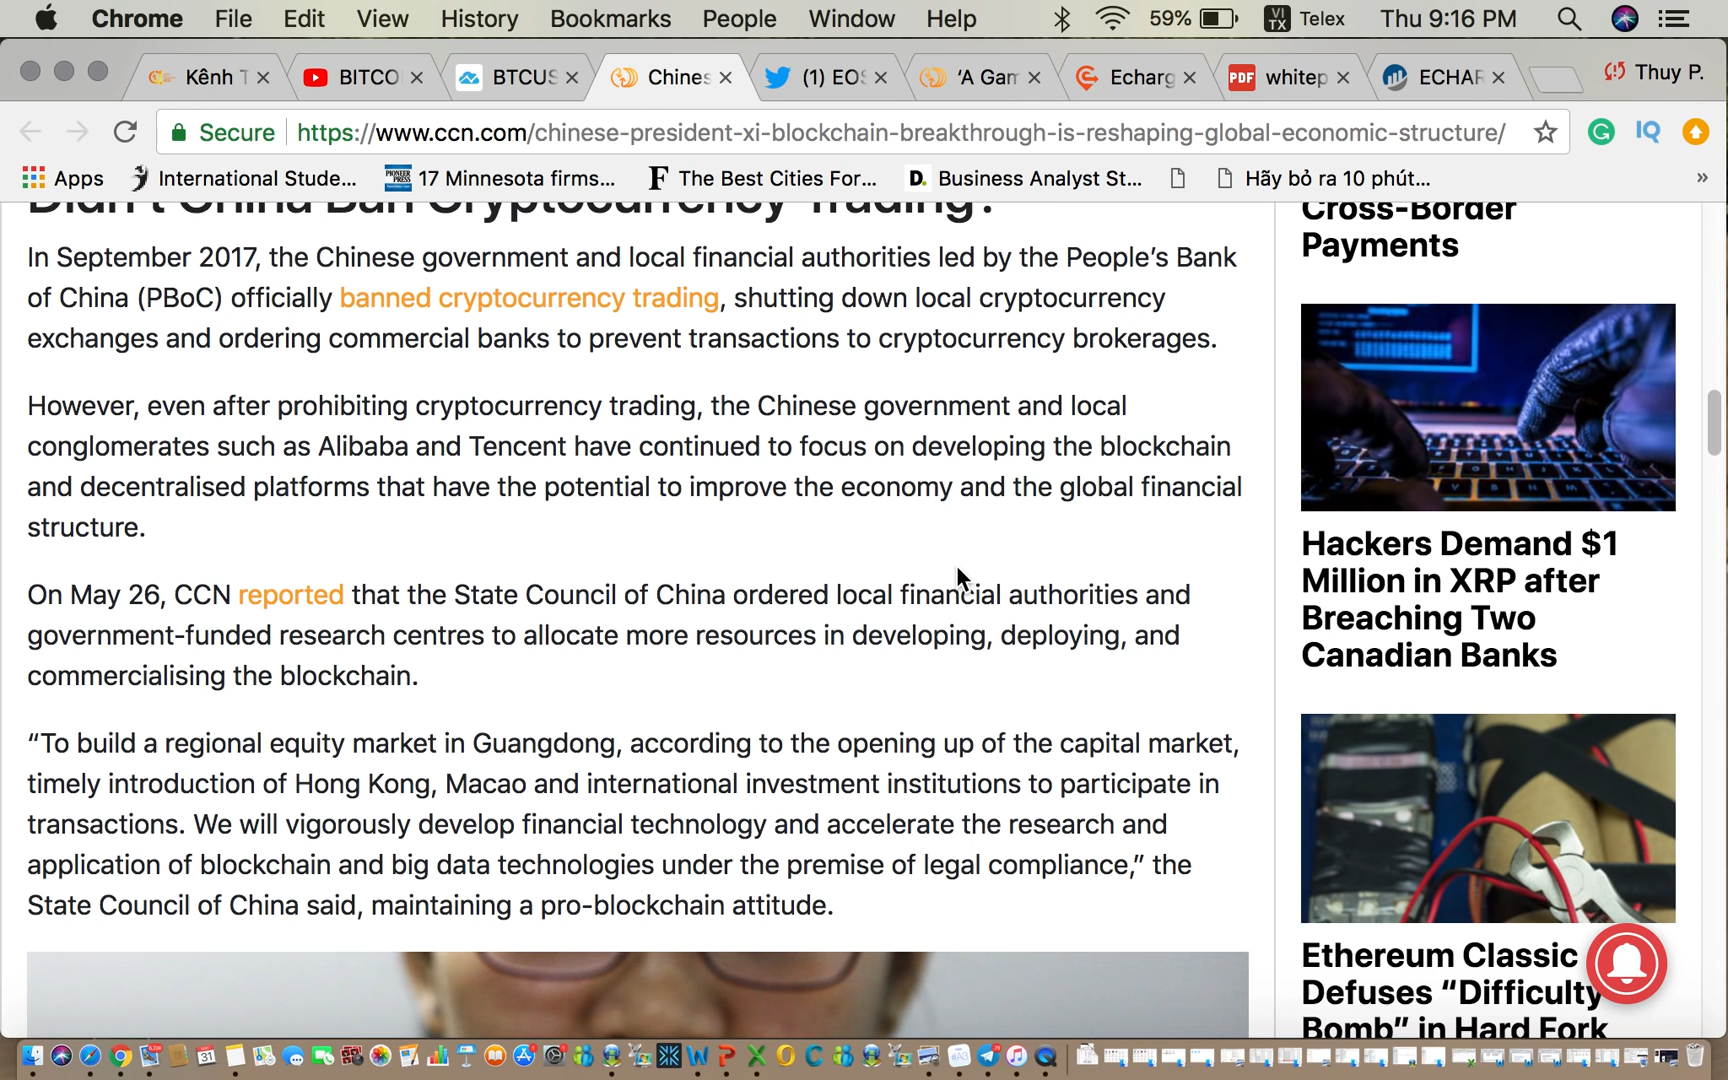 Chrome File Edit View History Bookmarks People Window Help 59% VI TX Telex Thu 9:16 PM
Kênh T BITCO BTCUS Chines (1) EOS 'A Gam Echarg PDF whitep ECHAR Thuy P.
Secure https://www.ccn.com/chinese-president-xi-blockchain-breakthrough-is-reshaping-global-economic-structure/ IQ
Apps International Stude... PIONEER PRESS 17 Minnesota firms... F The Best Cities For... D. Business Analyst St... Hãy bỏ ra 10 phút... »
Didn't China Ban Cryptocurrency Trading?
In September 2017, the Chinese government and local financial authorities led by the People's Bank
of China (PBoC) officially banned cryptocurrency trading, shutting down local cryptocurrency
exchanges and ordering commercial banks to prevent transactions to cryptocurrency brokerages.
However, even after prohibiting cryptocurrency trading, the Chinese government and local
conglomerates such as Alibaba and Tencent have continued to focus on developing the blockchain
and decentralised platforms that have the potential to improve the economy and the global financial
structure.
On May 26, CCN reported that the State Council of China ordered local financial authorities and
government-funded research centres to allocate more resources in developing, deploying, and
commercialising the blockchain.
“To build a regional equity market in Guangdong, according to the opening up of the capital market,
timely introduction of Hong Kong, Macao and international investment institutions to participate in
transactions. We will vigorously develop financial technology and accelerate the research and
application of blockchain and big data technologies under the premise of legal compliance,” the
State Council of China said, maintaining a pro-blockchain attitude.
Cross-Border
Payments
Hackers Demand $1
Million in XRP after
Breaching Two
Canadian Banks
Ethereum Classic
Defuses “Difficulty
Bomb” in Hard Fork